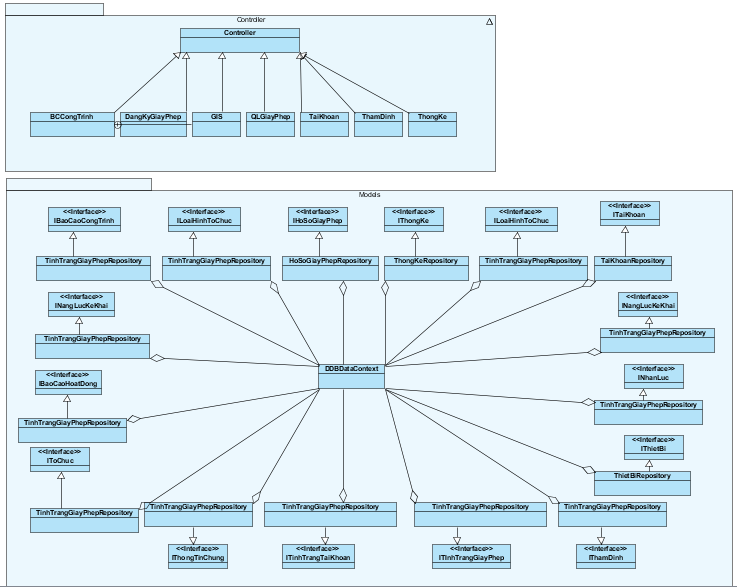 Controller
Controller
BCCongTrinh
DangKyGiayPhep
GIS
QLGiayPhep
TaiKhoan
ThamDinh
ThongKe
Models
<<Interface>>
IBaoCaoCongTrinh
<<Interface>>
ILoaiHinhToChuc
<<Interface>>
IHoSoGiayPhep
<<Interface>>
IThongKe
<<Interface>>
ILoaiHinhToChuc
<<Interface>>
ITaiKhoan
TinhTrangGiayPhepRepository
TinhTrangGiayPhepRepository
HoSoGiayPhepRepository
ThongKeRepository
TinhTrangGiayPhepRepository
TaiKhoanRepository
<<Interface>>
INangLucKeKhai
<<Interface>>
INangLucKeKhai
TinhTrangGiayPhepRepository
TinhTrangGiayPhepRepository
DDBDataContext
<<Interface>>
IBaoCaoHoatDong
<<Interface>>
INhanLuc
TinhTrangGiayPhepRepository
TinhTrangGiayPhepRepository
<<Interface>>
IToChuc
<<Interface>>
IThietBi
ThietBiRepository
TinhTrangGiayPhepRepository
TinhTrangGiayPhepRepository
TinhTrangGiayPhepRepository
TinhTrangGiayPhepRepository
TinhTrangGiayPhepRepository
<<Interface>>
IThongTinChung
<<Interface>>
ITinhTrangTaiKhoan
<<Interface>>
ITinhTrangGiayPhep
<<Interface>>
IThamDinh